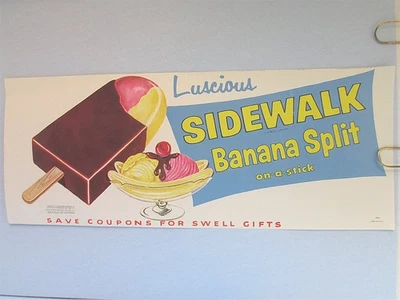 Luscious
SIDEWALK
Banana Split
on a stick
SAVE COUPONS FOR SWELL GIFTS